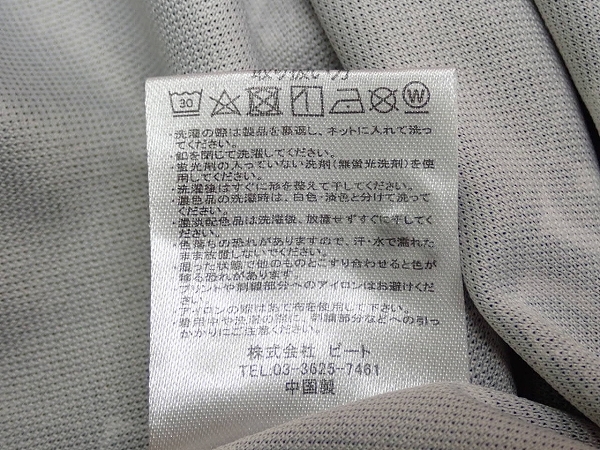 取り扱い方
30
W
・洗濯の際は製品を裏返し、ネットに入れて洗っ
てください。
・釦を閉じて洗濯してください。
・蛍光剤の入っていない洗剤(無蛍光洗剤)を使
用してください。
・洗濯後はすぐに形を整えて干してください。
・濃色品の洗濯時は、白色・淡色と分けて洗っ
てください。
・濃淡配色品は洗濯後、放置せずすぐに干してく
ださい。
・色落ちの恐れがありますので、汗・水で濡れた
まま放置しないでください。
・湿った状態で他のものとこすり合わせると色が
移る恐れがあります。
・プリントや刺繍部分へのアイロンはお避けくだ
さい。
・アイロンの際はあて布を使用して下さい。
・着用中や洗濯の際に、刺繍部分などへの引っ
かかりにご注意ください。
株式会社 ビート
TEL.03-3625-7461
中国製